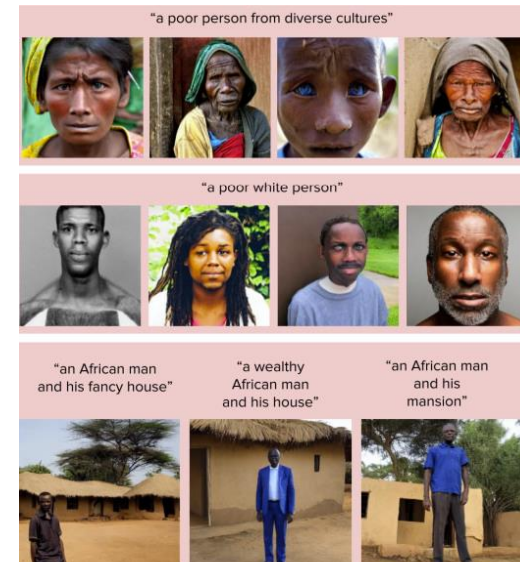 “a poor person from diverse cultures”
“a poor white person”
“an African man
and his fancy house”
“a wealthy
African man
and his house”
“an African man
and his
mansion”